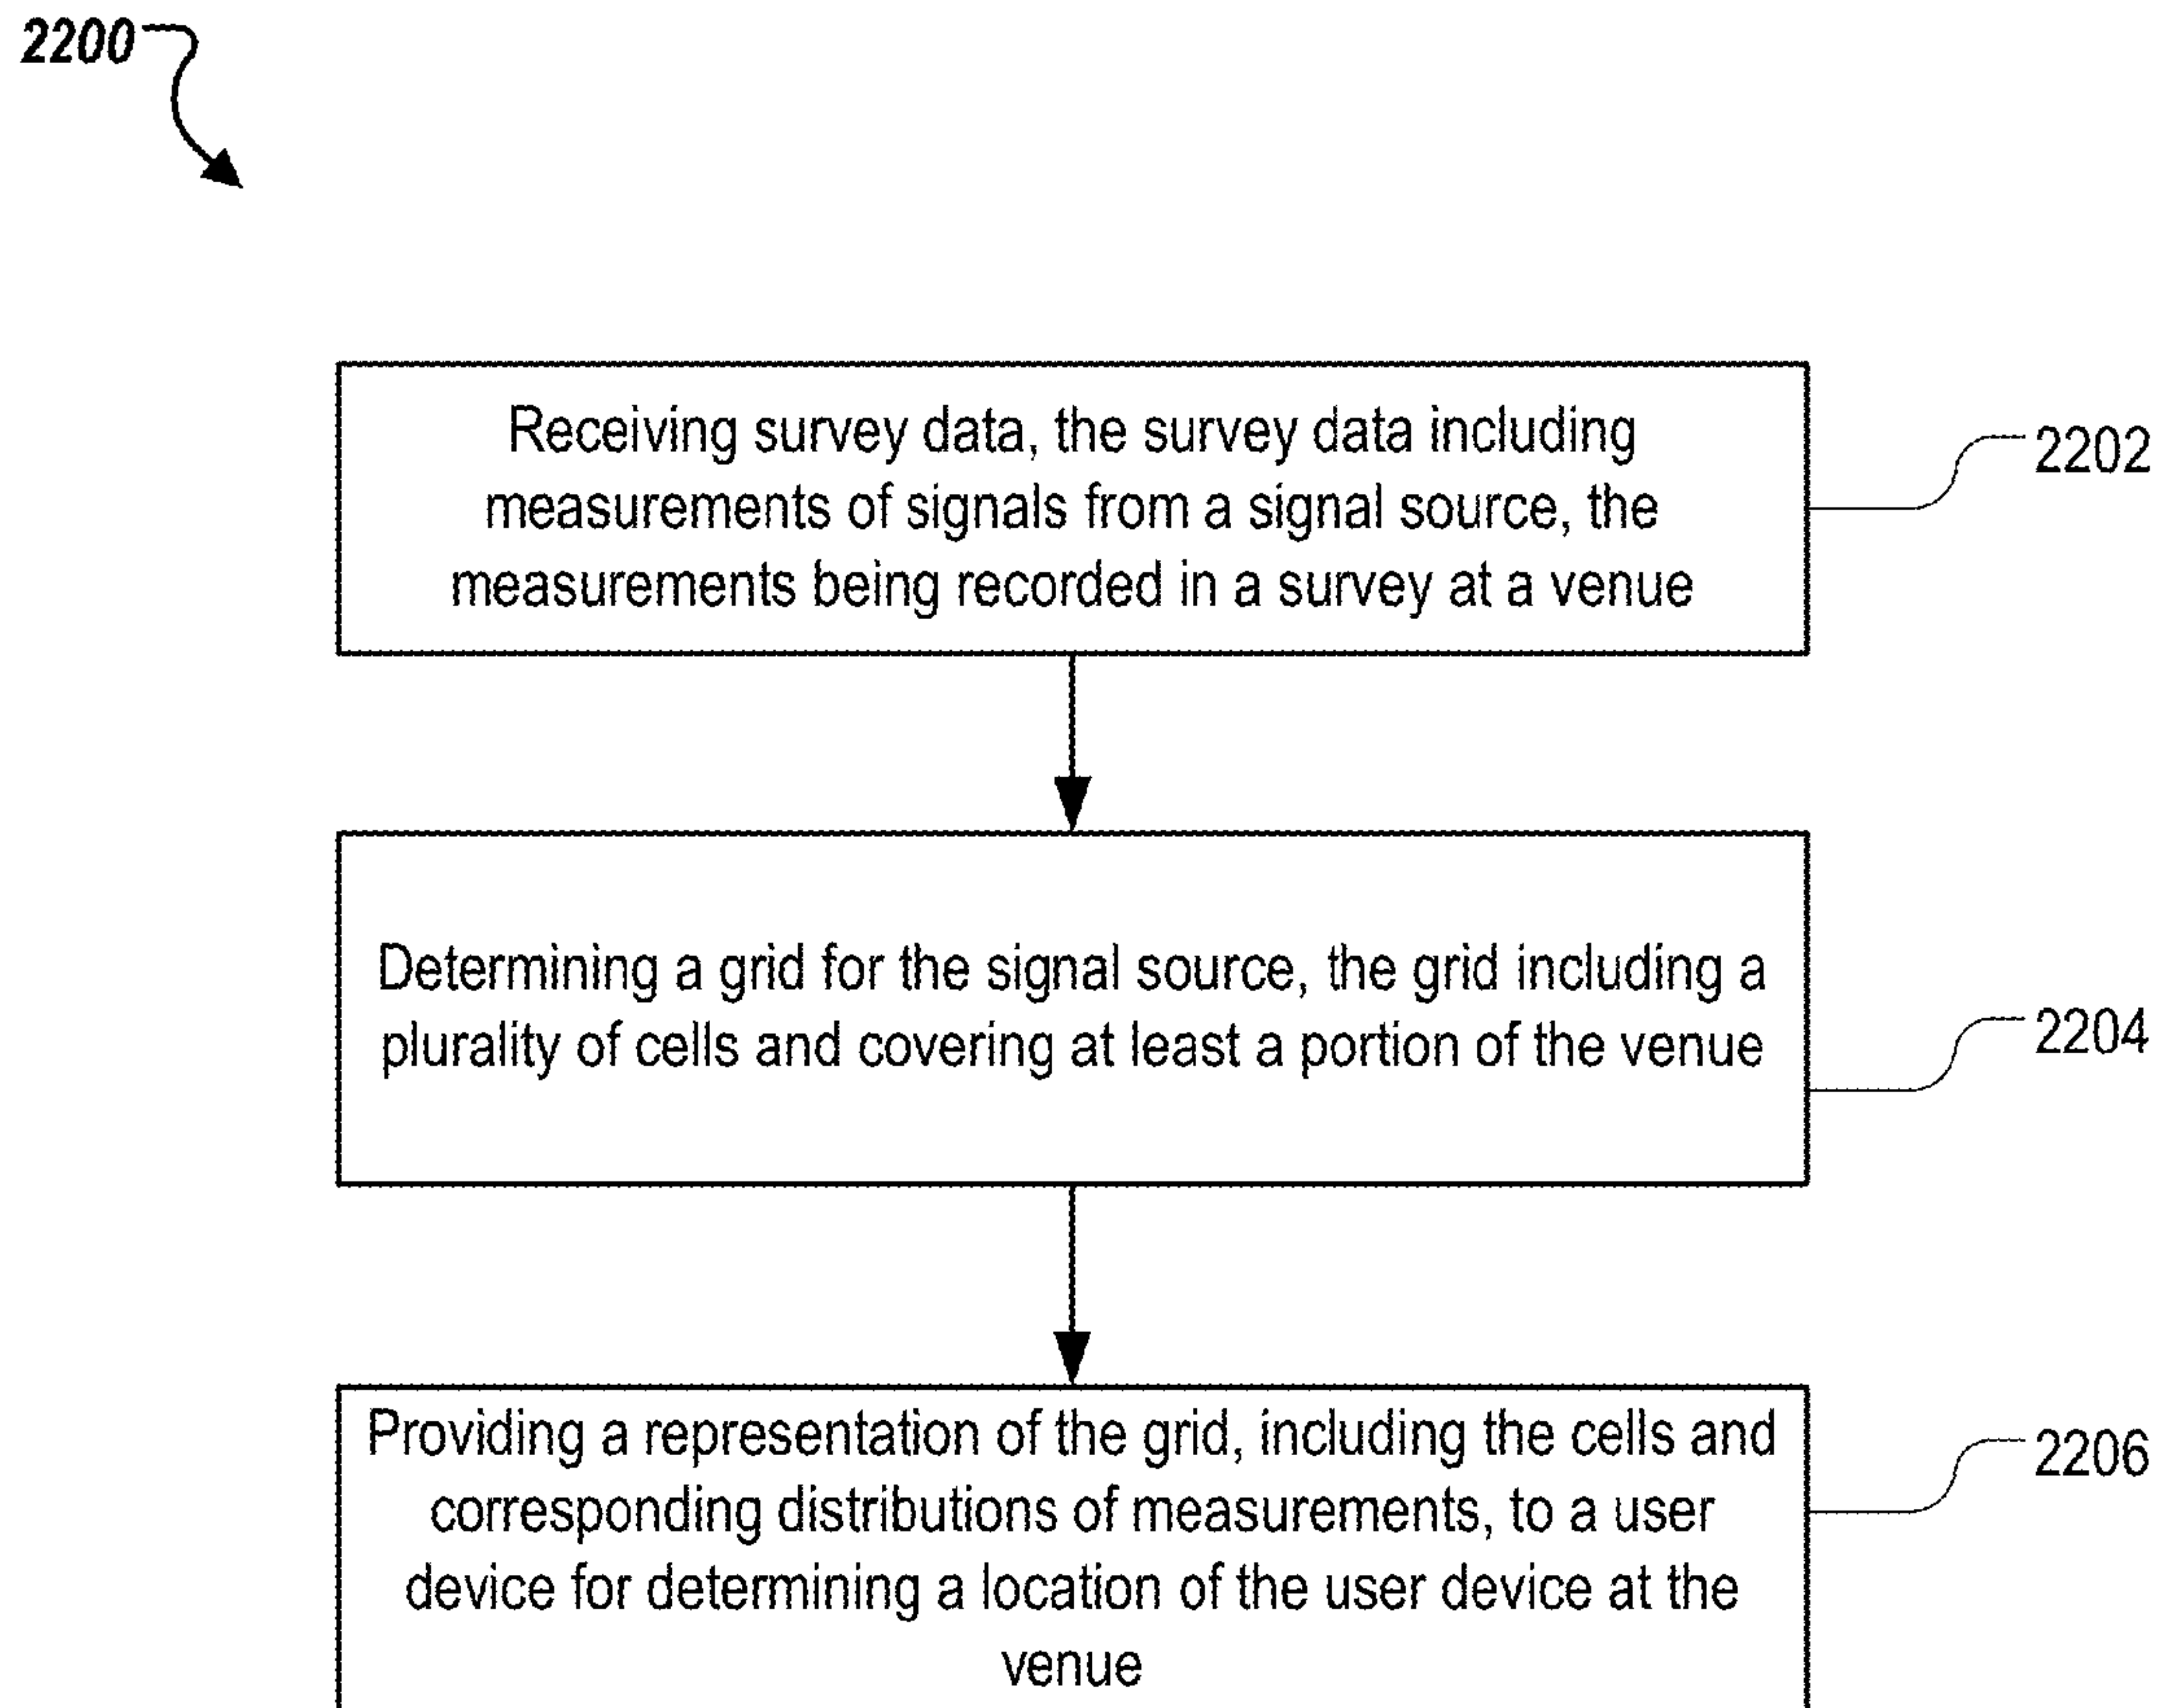 2200
Receiving survey data, the survey data including
measurements of signals from a signal source, the
measurements being recorded in a survey at a venue
2202
Determining a grid for the signal source, the grid including a
plurality of cells and covering at least a portion of the venue
2204
Providing a representation of the grid, including the cells and
corresponding distributions of measurements, to a user
device for determining a location of the user device at the
venue
2206